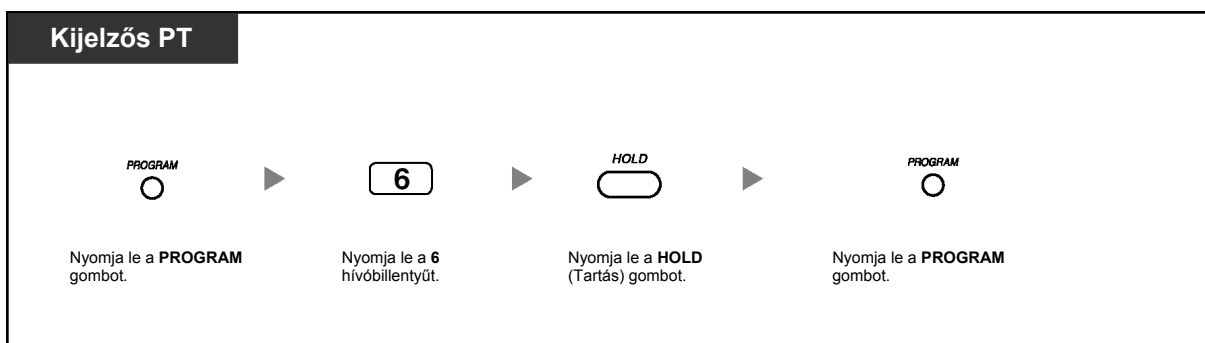 Kijelzős PT
PROGRAM
6
HOLD
PROGRAM
Nyomja le a PROGRAM
gombot.
Nyomja le a 6
hívóbillentyűt.
Nyomja le a HOLD
(Tartás) gombot.
Nyomja le a PROGRAM
gombot.